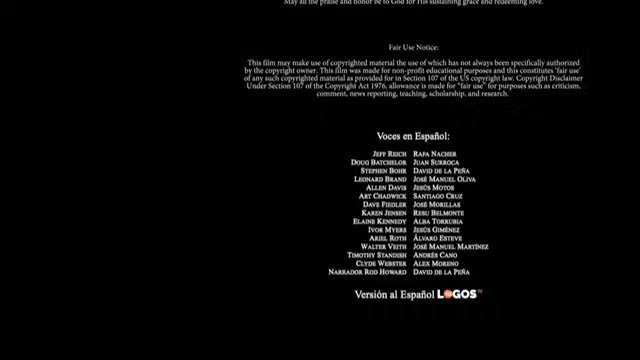 May all the praise and honor be to God for His sustaining grace and redeeming love.
Fair Use Notice:
This film may make use of copyrighted material the use of which has not always been specifically authorized
by the copyright owner. This film was made for non-profit educational purposes and this constitutes 'fair use'
of any such copyrighted material as provided for in Section 107 of the US copyright law. Copyright Disclaimer
Under Section 107 of the Copyright Act 1976, allowance is made for "fair use" for purposes such as criticism,
comment, news reporting, teaching, scholarship, and research.
Voces en Español:
Jeff Reich Rafa Nacher
Doug Batchelor Juan Surroca
Stephen Bohr David de la Peña
Leonard Brand José Manuel Oliva
Allen Davis Jesús Motos
Art Chadwick Santiago Cruz
Dave Fiedler José Morillas
Karen Jensen Resu Belmonte
Elaine Kennedy Alba Torrubia
Ivor Myers Jesús Giménez
Ariel Roth Álvaro Esteve
Walter Veith José Manuel Martínez
Timothy Standish Andrés Cano
Clyde Webster Alex Moreno
Narrador Rod Howard David de la Peña
Versión al Español LOGOS TV